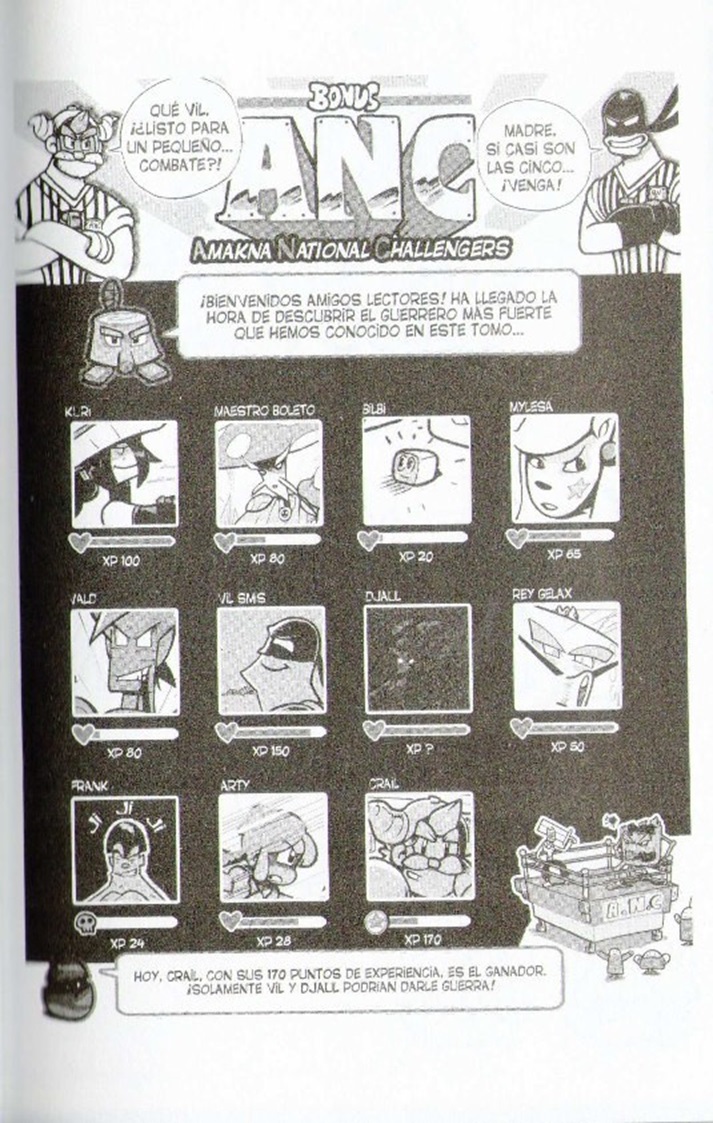 BONUS
QUÉ VIL,
¡¿LISTO PARA
UN PEQUEÑO...
COMBATE?!
ANC
MADRE,
SI CASI SON
LAS CINCO...
¡VENGA!
AMAKNA NATIONAL CHALLENGERS
¡BIENVENIDOS AMIGOS LECTORES! HA LLEGADO LA
HORA DE DESCUBRIR EL GUERRERO MÁS FUERTE
QUE HEMOS CONOCIDO EN ESTE TOMO...
KURI
MAESTRO BOLETO
BILBI
MYLESA
XP 100
XP 80
XP 20
XP 65
VALD
VIL SMIS
DJALL
REY GELAX
XP 80
XP 150
XP ?
XP 50
FRANK
ARTY
CRAIL
JI JI JI
XP 24
XP 28
XP 170
A.N.C
HOY, CRAIL, CON SUS 170 PUNTOS DE EXPERIENCIA, ES EL GANADOR.
¡SOLAMENTE VIL Y DJALL PODRÍAN DARLE GUERRA!